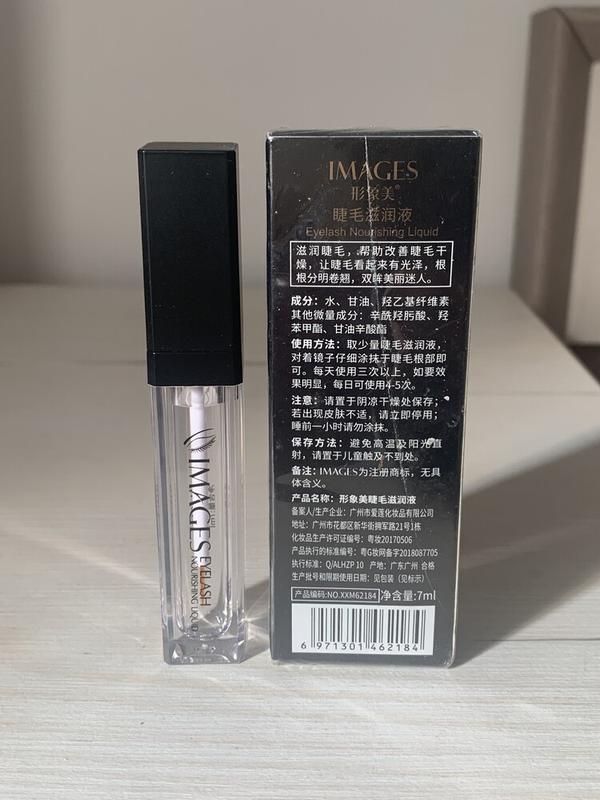 IMAGES
EYELASH
NOURISHING LIQUID
IMAGES
形象美®
睫毛滋润液
Eyelash Nourishing Liquid
滋润睫毛，帮助改善睫毛干
燥，让睫毛看起来有光泽，根
根分明卷翘，双眸美丽迷人。
成分：水、甘油、羟乙基纤维素
其他微量成分：辛酰羟肟酸、羟
苯甲酯、甘油辛酸酯
使用方法：取少量睫毛滋润液，
对着镜子仔细涂抹于睫毛根部即
可。每天使用三次以上，如要效
果明显，每日可使用4-5次。
注意：请置于阴凉干燥处保存；
若出现皮肤不适，请立即停用；
睡前一小时请勿涂抹。
保存方法：避免高温及阳光直
射，请置于儿童触及不到处。
备注：IMAGES为注册商标，无具
体含义。
产品名称：形象美睫毛滋润液
备案人/生产企业：广州市爱莲化妆品有限公司
地址：广州市花都区新华街拥军路21号1栋
化妆品生产许可证编号：粤妆20170506
产品执行的标准编号：粤G妆网备字2018087705
执行标准：Q/ALHZP 10 产地：广东广州 合格
生产批号和限期使用日期：见包装（见标示）
产品编码:NO.XXM62184 净含量:7ml
6 971301 462184